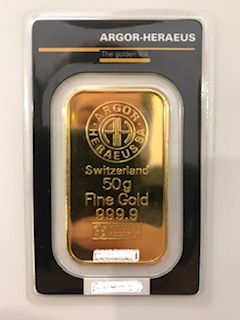 ARGOR-HERAEUS
The golden link
ARGOR
HERAEUS SA
Switzerland
50g
Fine Gold
999.9